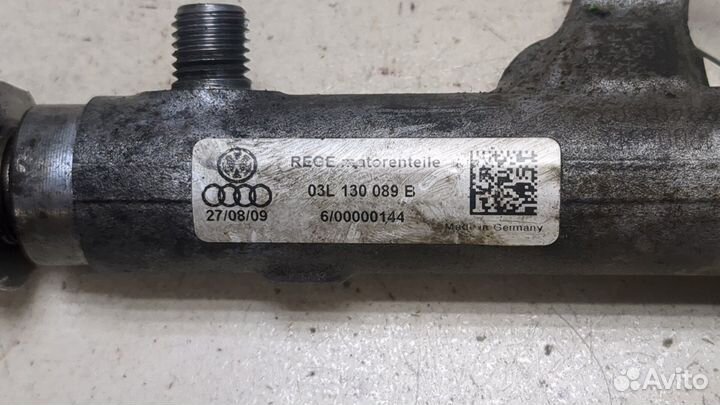 REGE motorenteile
03L 130 089 B
27/08/09
6/00000144
Made in Germany
Avito